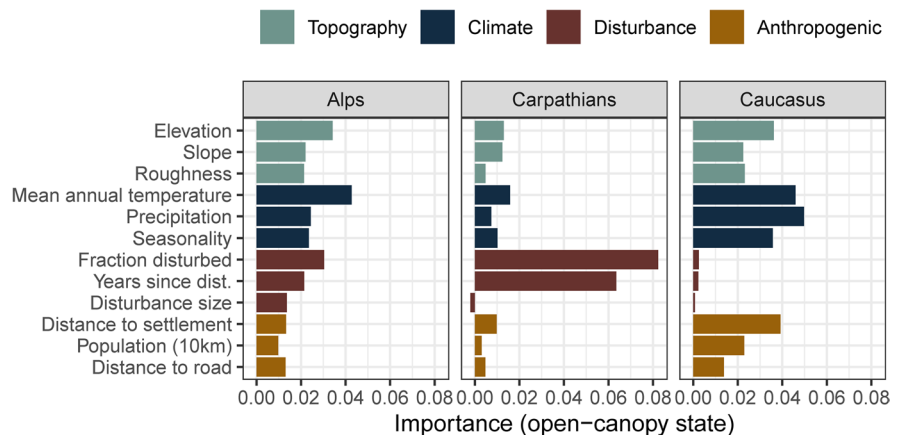 Topography Climate Disturbance Anthropogenic
Alps Carpathians Caucasus
Elevation
Slope
Roughness
Mean annual temperature
Precipitation
Seasonality
Fraction disturbed
Years since dist.
Disturbance size
Distance to settlement
Population (10km)
Distance to road
0.00 0.02 0.04 0.06 0.08 0.00 0.02 0.04 0.06 0.08 0.00 0.02 0.04 0.06 0.08
Importance (open−canopy state)